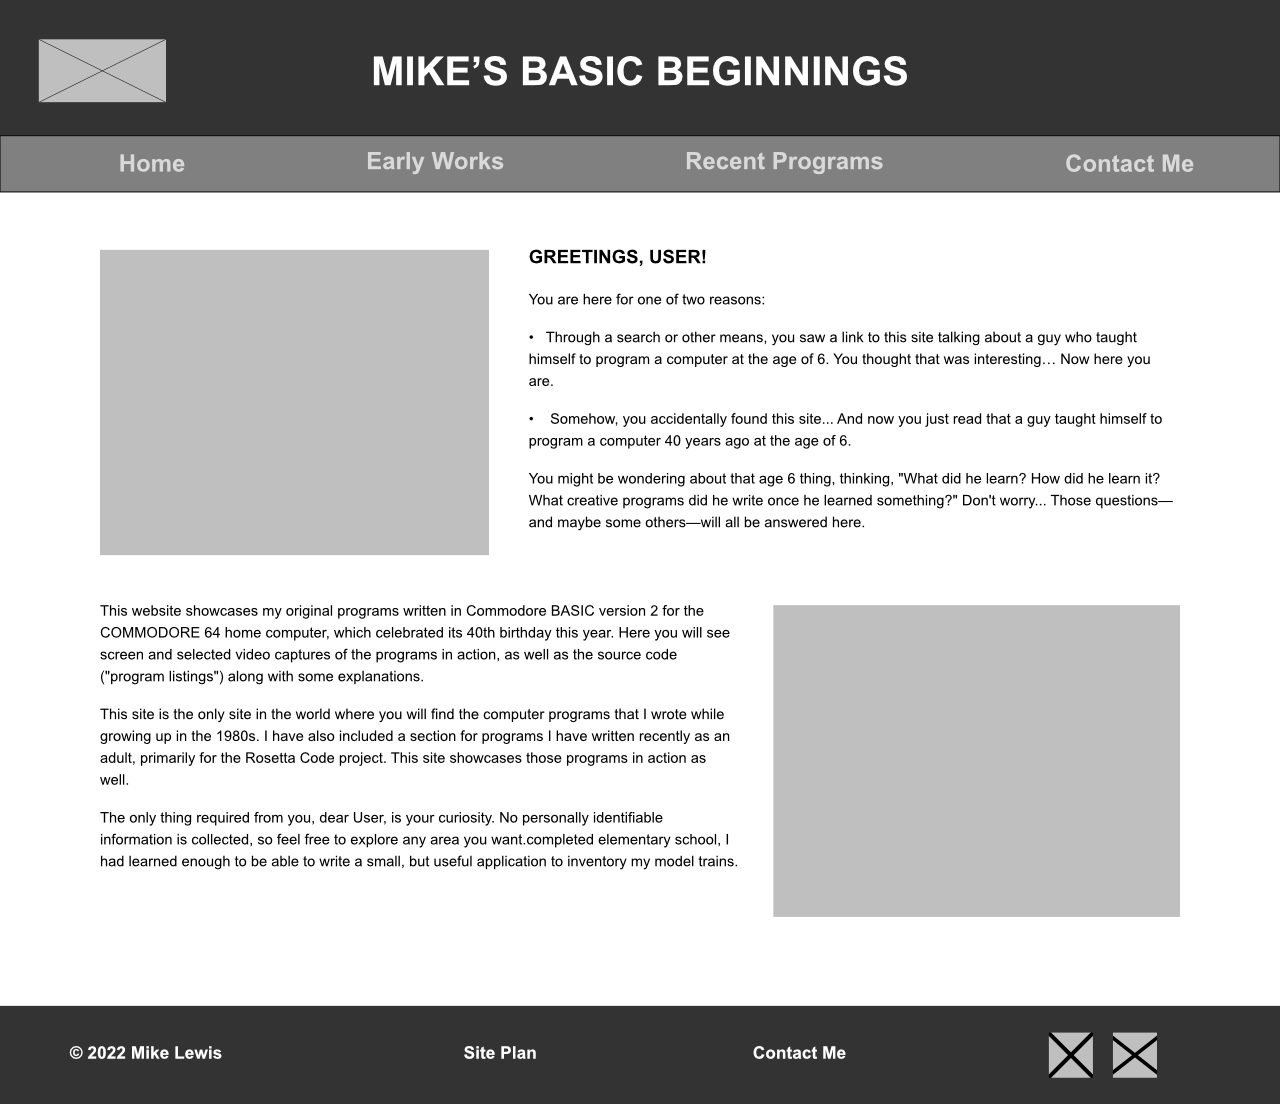 MIKE’S BASIC BEGINNINGS
Home
Early Works
Recent Programs
Contact Me
GREETINGS, USER!
You are here for one of two reasons:
• Through a search or other means, you saw a link to this site talking about a guy who taught
himself to program a computer at the age of 6. You thought that was interesting… Now here you
are.
• Somehow, you accidentally found this site... And now you just read that a guy taught himself to
program a computer 40 years ago at the age of 6.
You might be wondering about that age 6 thing, thinking, "What did he learn? How did he learn it?
What creative programs did he write once he learned something?" Don't worry... Those questions—
and maybe some others—will all be answered here.
This website showcases my original programs written in Commodore BASIC version 2 for the
COMMODORE 64 home computer, which celebrated its 40th birthday this year. Here you will see
screen and selected video captures of the programs in action, as well as the source code
("program listings") along with some explanations.
This site is the only site in the world where you will find the computer programs that I wrote while
growing up in the 1980s. I have also included a section for programs I have written recently as an
adult, primarily for the Rosetta Code project. This site showcases those programs in action as
well.
The only thing required from you, dear User, is your curiosity. No personally identifiable
information is collected, so feel free to explore any area you want.completed elementary school, I
had learned enough to be able to write a small, but useful application to inventory my model trains.
© 2022 Mike Lewis
Site Plan
Contact Me